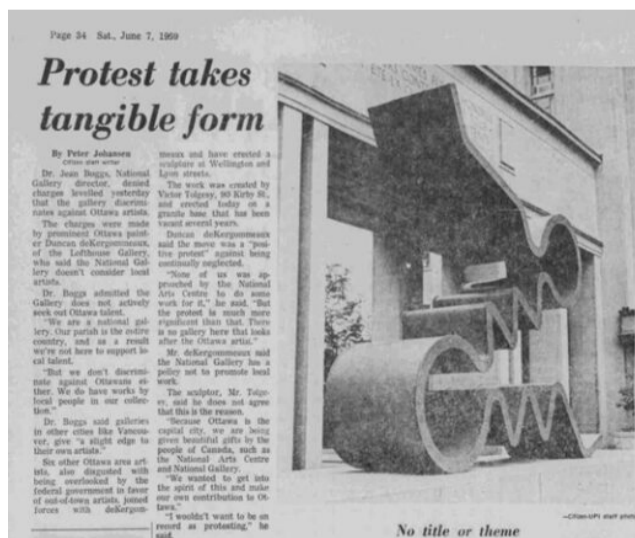 Page 34 Sat., June 7, 1969
Protest takes
tangible form
By Peter Johansen
Citizen staff writer
Dr. Jean Boggs, National
Gallery director, denied
charges levelled yesterday
that the gallery discrimi-
nates against Ottawa artists.
The charges were made
by prominent Ottawa paint-
er Duncan deKergommeaux,
of the Lofthouse Gallery,
who said the National Gal-
lery doesn't consider local
artists.
Dr. Boggs admitted the
Gallery does not actively
seek out Ottawa talent.
"We are a national gal-
lery. Our parish is the entire
country, and as a result
we're not here to support lo-
cal talent.
"But we don't discrimi-
nate against Ottawans ei-
ther. We do have works by
local people in our collec-
tion."
Dr. Boggs said galleries
in other cities like Vancou-
ver, give "a slight edge to
their own artists."
Six other Ottawa area art-
ists, also disgusted with
being overlooked by the
federal government in favor
of out-of-town artists, joined
forces with deKergom-
meaux and have erected a
sculpture at Wellington and
Lyon streets.
The work was created by
Victor Tolgesy, 90 Kirby St.,
and erected today on a
granite base that has been
vacant several years.
Duncan deKergommeaux
said the move was a "posi-
tive protest" against being
continually neglected.
"None of us was ap-
proached by the National
Arts Centre to do some
work for it," he said. "But
the protest is much more
significant than that. There
is no gallery here that looks
after the Ottawa artist."
Mr. deKergommeaux said
the National Gallery has a
policy not to promote local
work.
The sculptor, Mr. Tolge-
sy, said he does not agree
that this is the reason.
"Because Ottawa is the
capital city, we are being
given beautiful gifts by the
people of Canada, such as
the National Arts Centre
and National Gallery.
"We wanted to get into
the spirit of this and make
our own contribution to Ot-
tawa."
"I wouldn't want to be on
record as protesting," he
said.
—Citizen-UPI staff photo
No title or theme